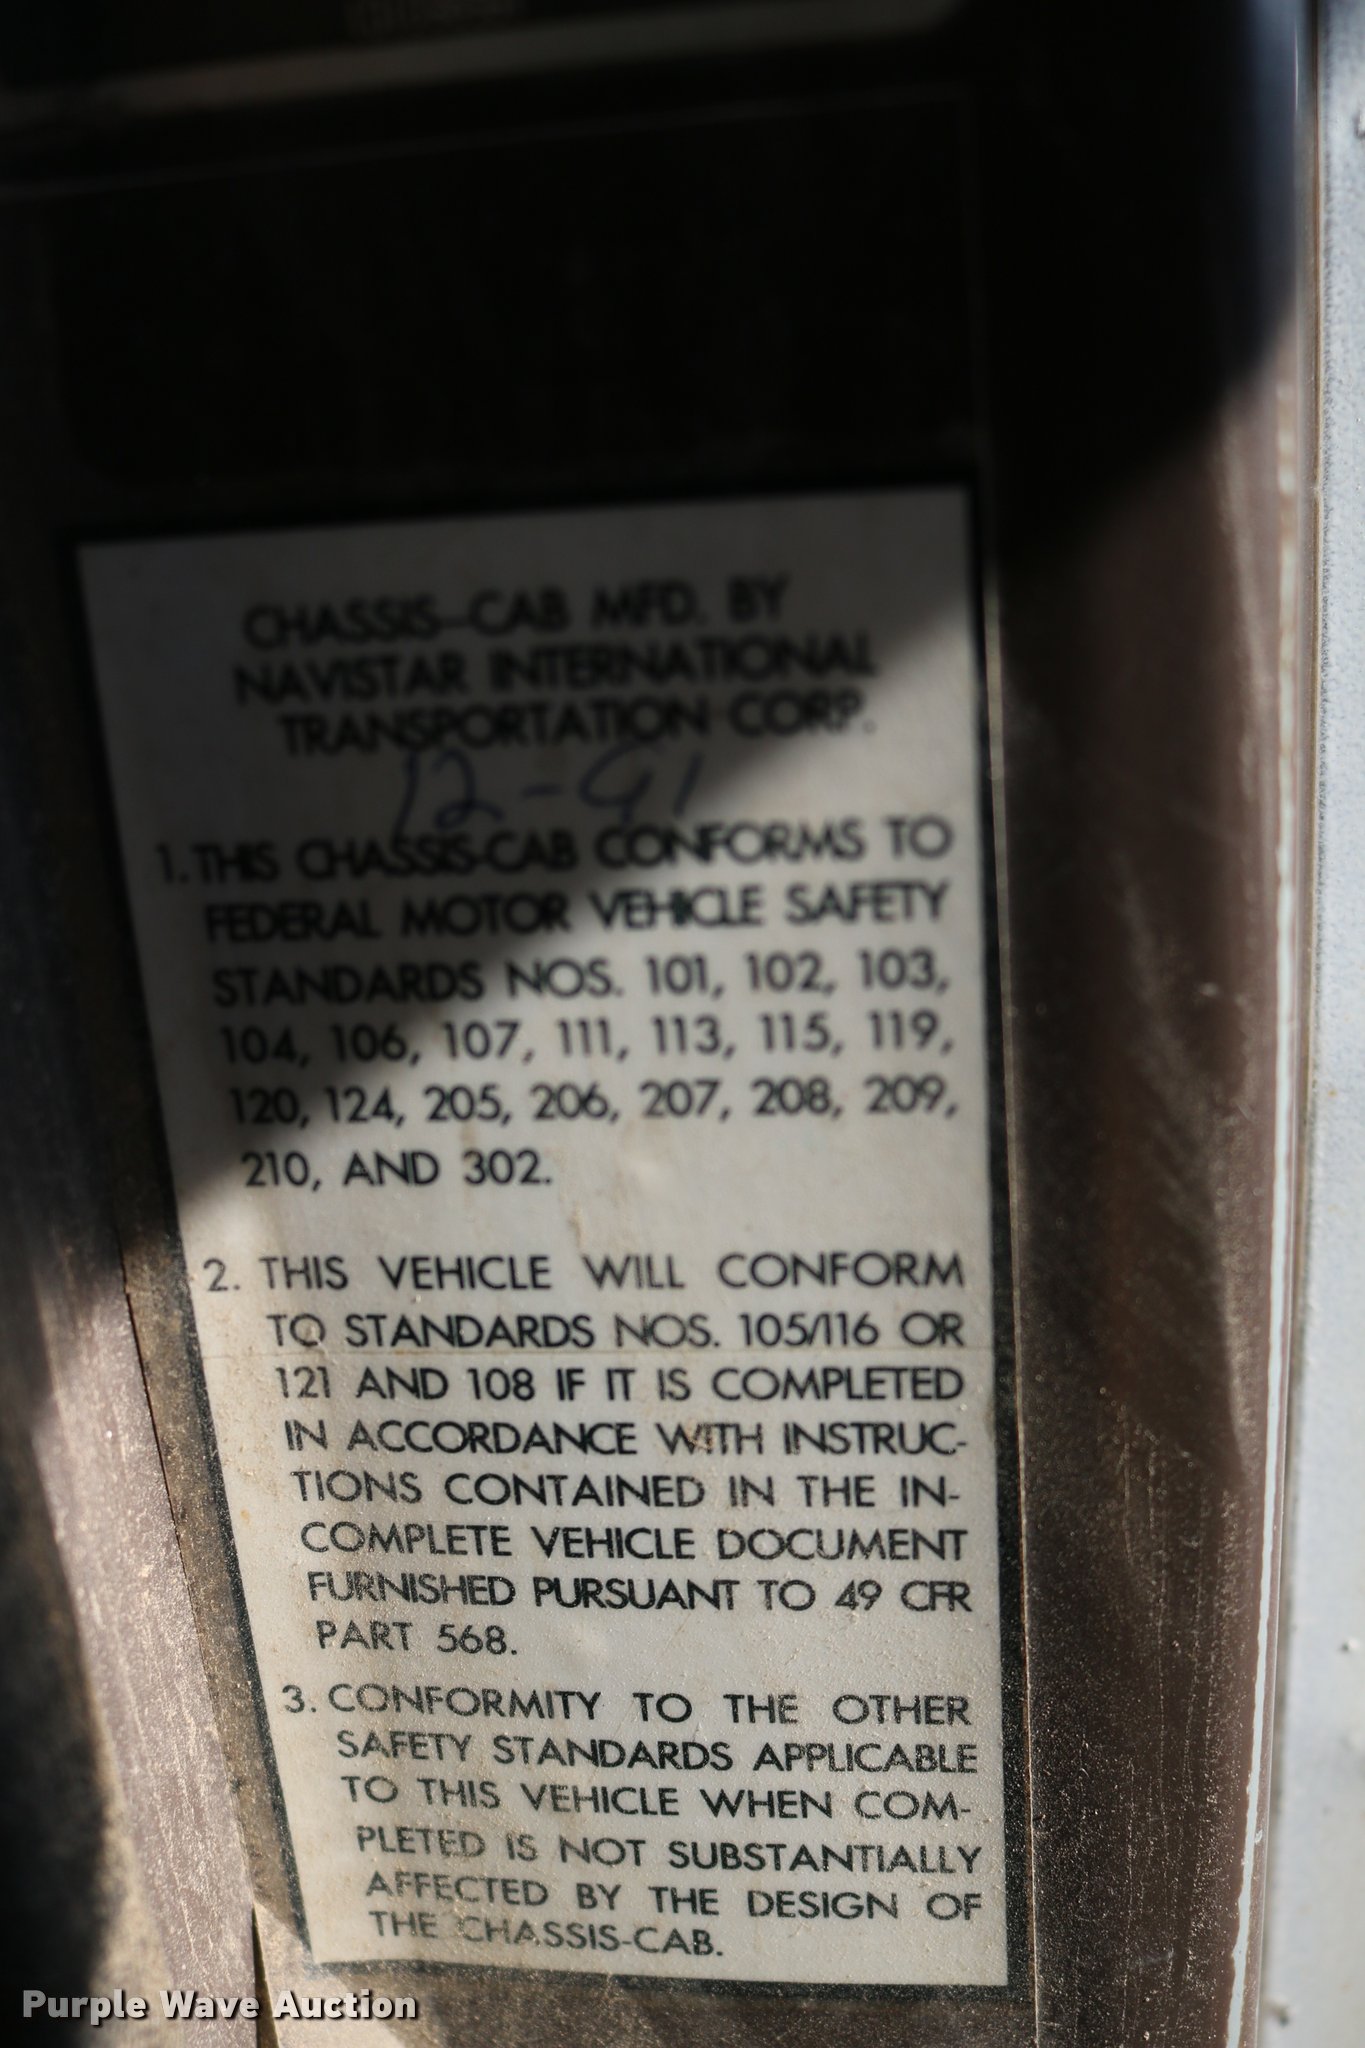 CHASSIS-CAB MFD. BY
NAVISTAR INTERNATIONAL
TRANSPORTATION CORP.
12-91
1. THIS CHASSIS-CAB CONFORMS TO
FEDERAL MOTOR VEHICLE SAFETY
STANDARDS NOS. 101, 102, 103,
104, 106, 107, 111, 113, 115, 119,
120, 124, 205, 206, 207, 208, 209,
210, AND 302.
2. THIS VEHICLE WILL CONFORM
TO STANDARDS NOS. 105/116 OR
121 AND 108 IF IT IS COMPLETED
IN ACCORDANCE WITH INSTRUC-
TIONS CONTAINED IN THE IN-
COMPLETE VEHICLE DOCUMENT
FURNISHED PURSUANT TO 49 CFR
PART 568.
3. CONFORMITY TO THE OTHER
SAFETY STANDARDS APPLICABLE
TO THIS VEHICLE WHEN COM-
PLETED IS NOT SUBSTANTIALLY
AFFECTED BY THE DESIGN OF
THE CHASSIS-CAB.
Purple Wave Auction